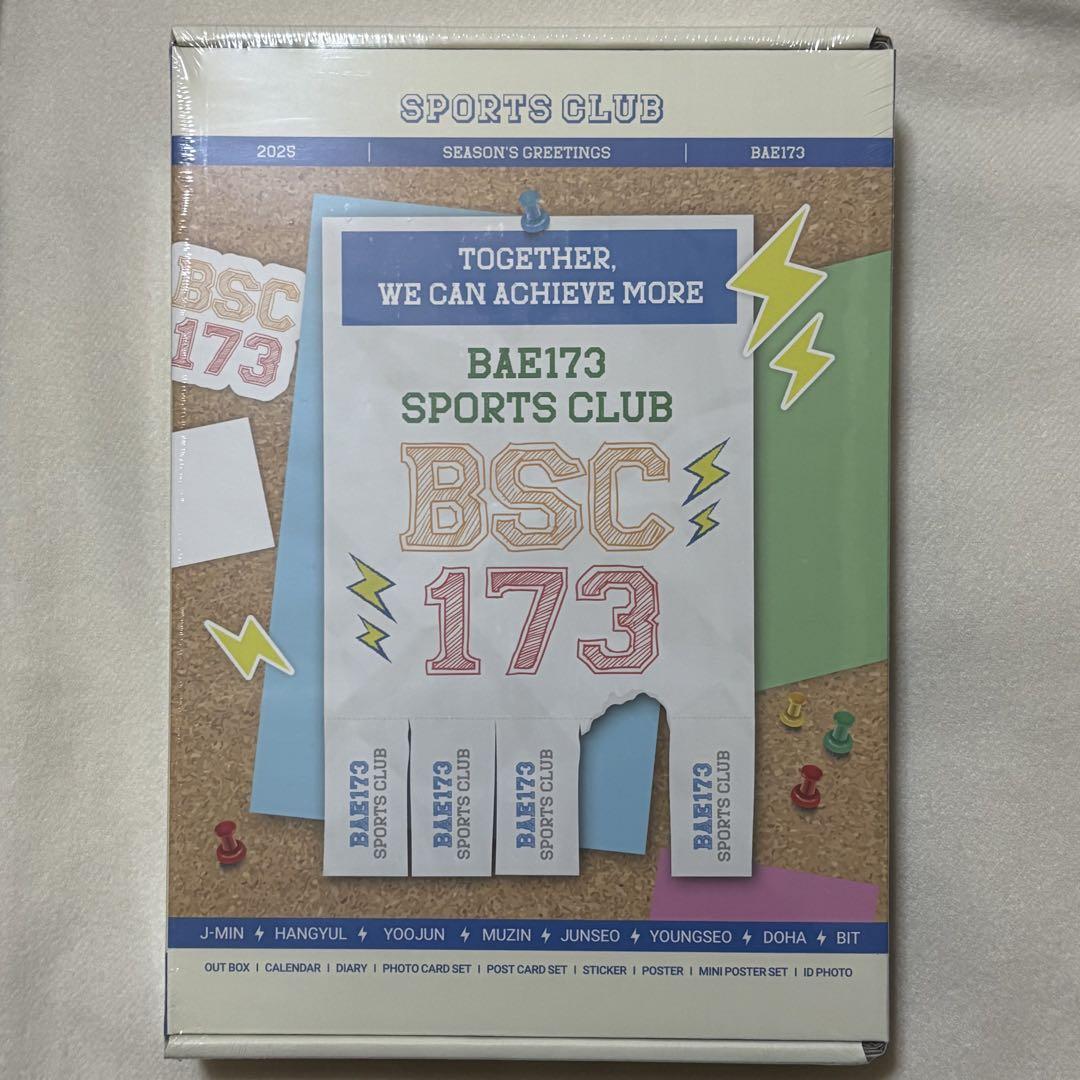 SPORTS CLUB
2025 | SEASON'S GREETINGS | BAE173
TOGETHER,
WE CAN ACHIEVE MORE
BSC
173
BAE173
SPORTS CLUB
BSC
173
BAE173
SPORTS CLUB
BAE173
SPORTS CLUB
BAE173
SPORTS CLUB
BAE173
SPORTS CLUB
J-MIN HANGYUL YOOJUN MUZIN JUNSEO YOUNGSEO DOHA BIT
OUT BOX | CALENDAR | DIARY | PHOTO CARD SET | POST CARD SET | STICKER | POSTER | MINI POSTER SET | ID PHOTO